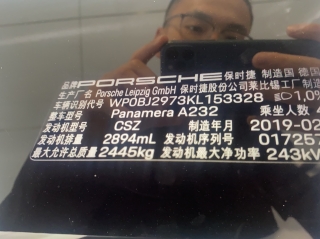 品牌 PORSCHE 保时捷 制造国 德国
生产厂名 Porsche Leipzig GmbH 保时捷股份公司莱比锡工厂制造
车辆识别代号 WP0BJ2973KL153328 1,0%
整车型号 Panamera A232 乘坐人数 4
发动机型号 CSZ 制造年月 2019-02
发动机排量 2894mL 发动机序列号 017257
最大允许总质量 2445kg 发动机最大净功率 243kW